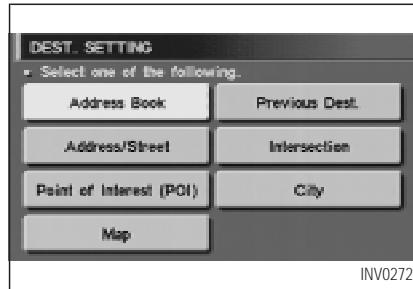 DEST. SETTING
Select one of the following.
Address Book
Previous Dest.
Address/Street
Intersection
Point of Interest (POI)
City
Map
INV0272